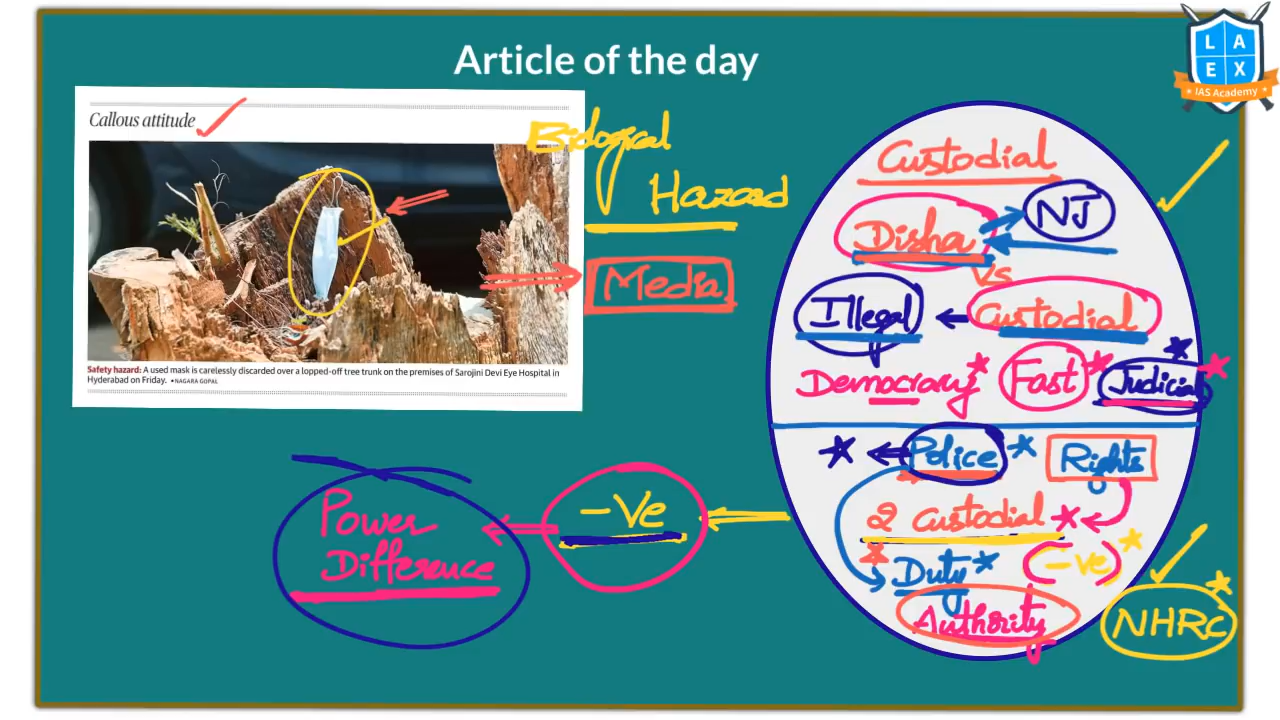 Article of the day
L A
E X
IAS Academy
Callous attitude
Safety hazard: A used mask is carelessly discarded over a lopped-off tree trunk on the premises of Sarojini Devi Eye Hospital in
Hyderabad on Friday. • NAGARA GOPAL
Biological
Hazard
Media
Custodial
NJ
Disha
VS
Illegal Custodial
Democracy Fast Judicial
Police Rights
2 Custodial
Duty (-ve)
Authority
NHRC
-Ve
Power
Difference